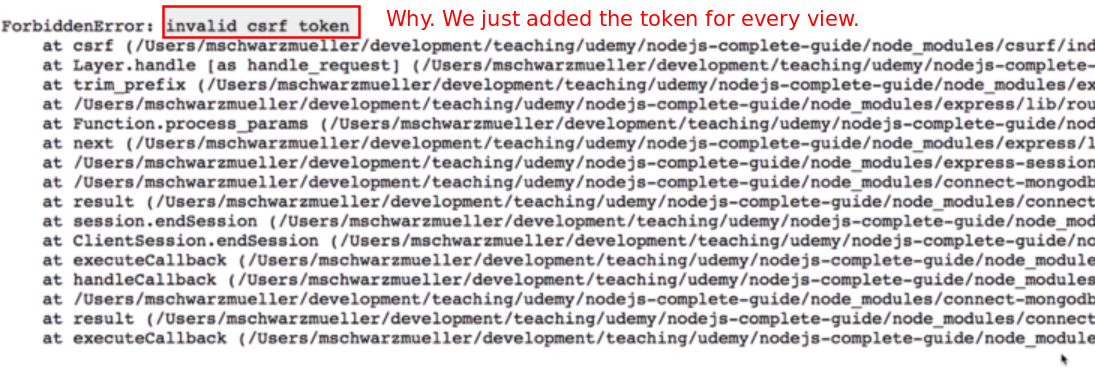 ForbiddenError: invalid csrf token Why. We just added the token for every view.
at csrf (/Users/mschwarzmueller/development/teaching/udemy/nodejs-complete-guide/node_modules/csurf/ind
at Layer.handle [as handle_request] (/Users/mschwarzmueller/development/teaching/udemy/nodejs-complete-
at trim_prefix (/Users/mschwarzmueller/development/teaching/udemy/nodejs-complete-guide/node_modules/ex
at /Users/mschwarzmueller/development/teaching/udemy/nodejs-complete-guide/node_modules/express/lib/rou
at Function.process_params (/Users/mschwarzmueller/development/teaching/udemy/nodejs-complete-guide/nod
at next (/Users/mschwarzmueller/development/teaching/udemy/nodejs-complete-guide/node_modules/express/l
at /Users/mschwarzmueller/development/teaching/udemy/nodejs-complete-guide/node_modules/express-session
at /Users/mschwarzmueller/development/teaching/udemy/nodejs-complete-guide/node_modules/connect-mongodb
at result (/Users/mschwarzmueller/development/teaching/udemy/nodejs-complete-guide/node_modules/connect
at session.endSession (/Users/mschwarzmueller/development/teaching/udemy/nodejs-complete-guide/node_mod
at ClientSession.endSession (/Users/mschwarzmueller/development/teaching/udemy/nodejs-complete-guide/no
at executeCallback (/Users/mschwarzmueller/development/teaching/udemy/nodejs-complete-guide/node_module
at handleCallback (/Users/mschwarzmueller/development/teaching/udemy/nodejs-complete-guide/node_modules
at /Users/mschwarzmueller/development/teaching/udemy/nodejs-complete-guide/node_modules/connect-mongodb
at result (/Users/mschwarzmueller/development/teaching/udemy/nodejs-complete-guide/node_modules/connect
at executeCallback (/Users/mschwarzmueller/development/teaching/udemy/nodejs-complete-guide/node_module